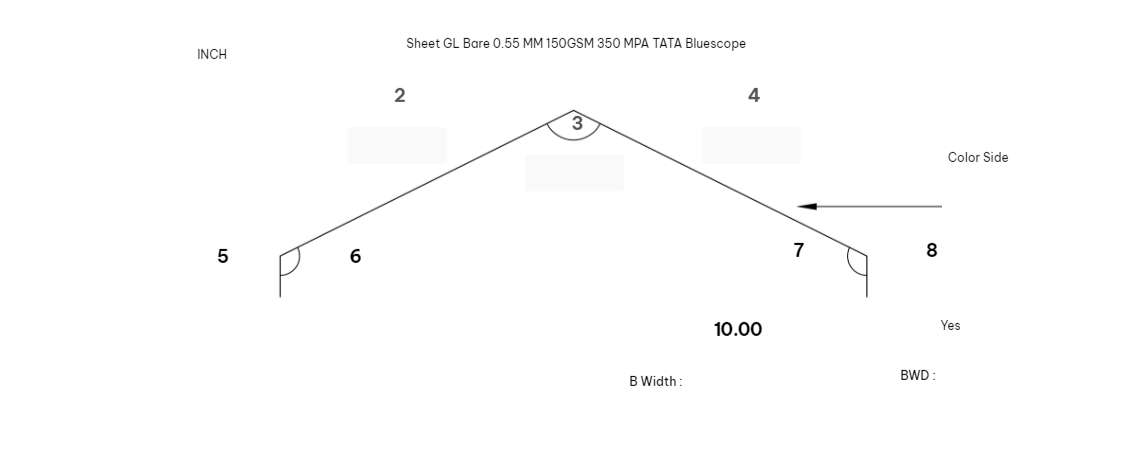 Sheet GL Bare 0.55 MM 150GSM 350 MPA TATA Bluescope
INCH
2
4
3
Color Side
5
6
7
8
10.00
Yes
B Width :
BWD :